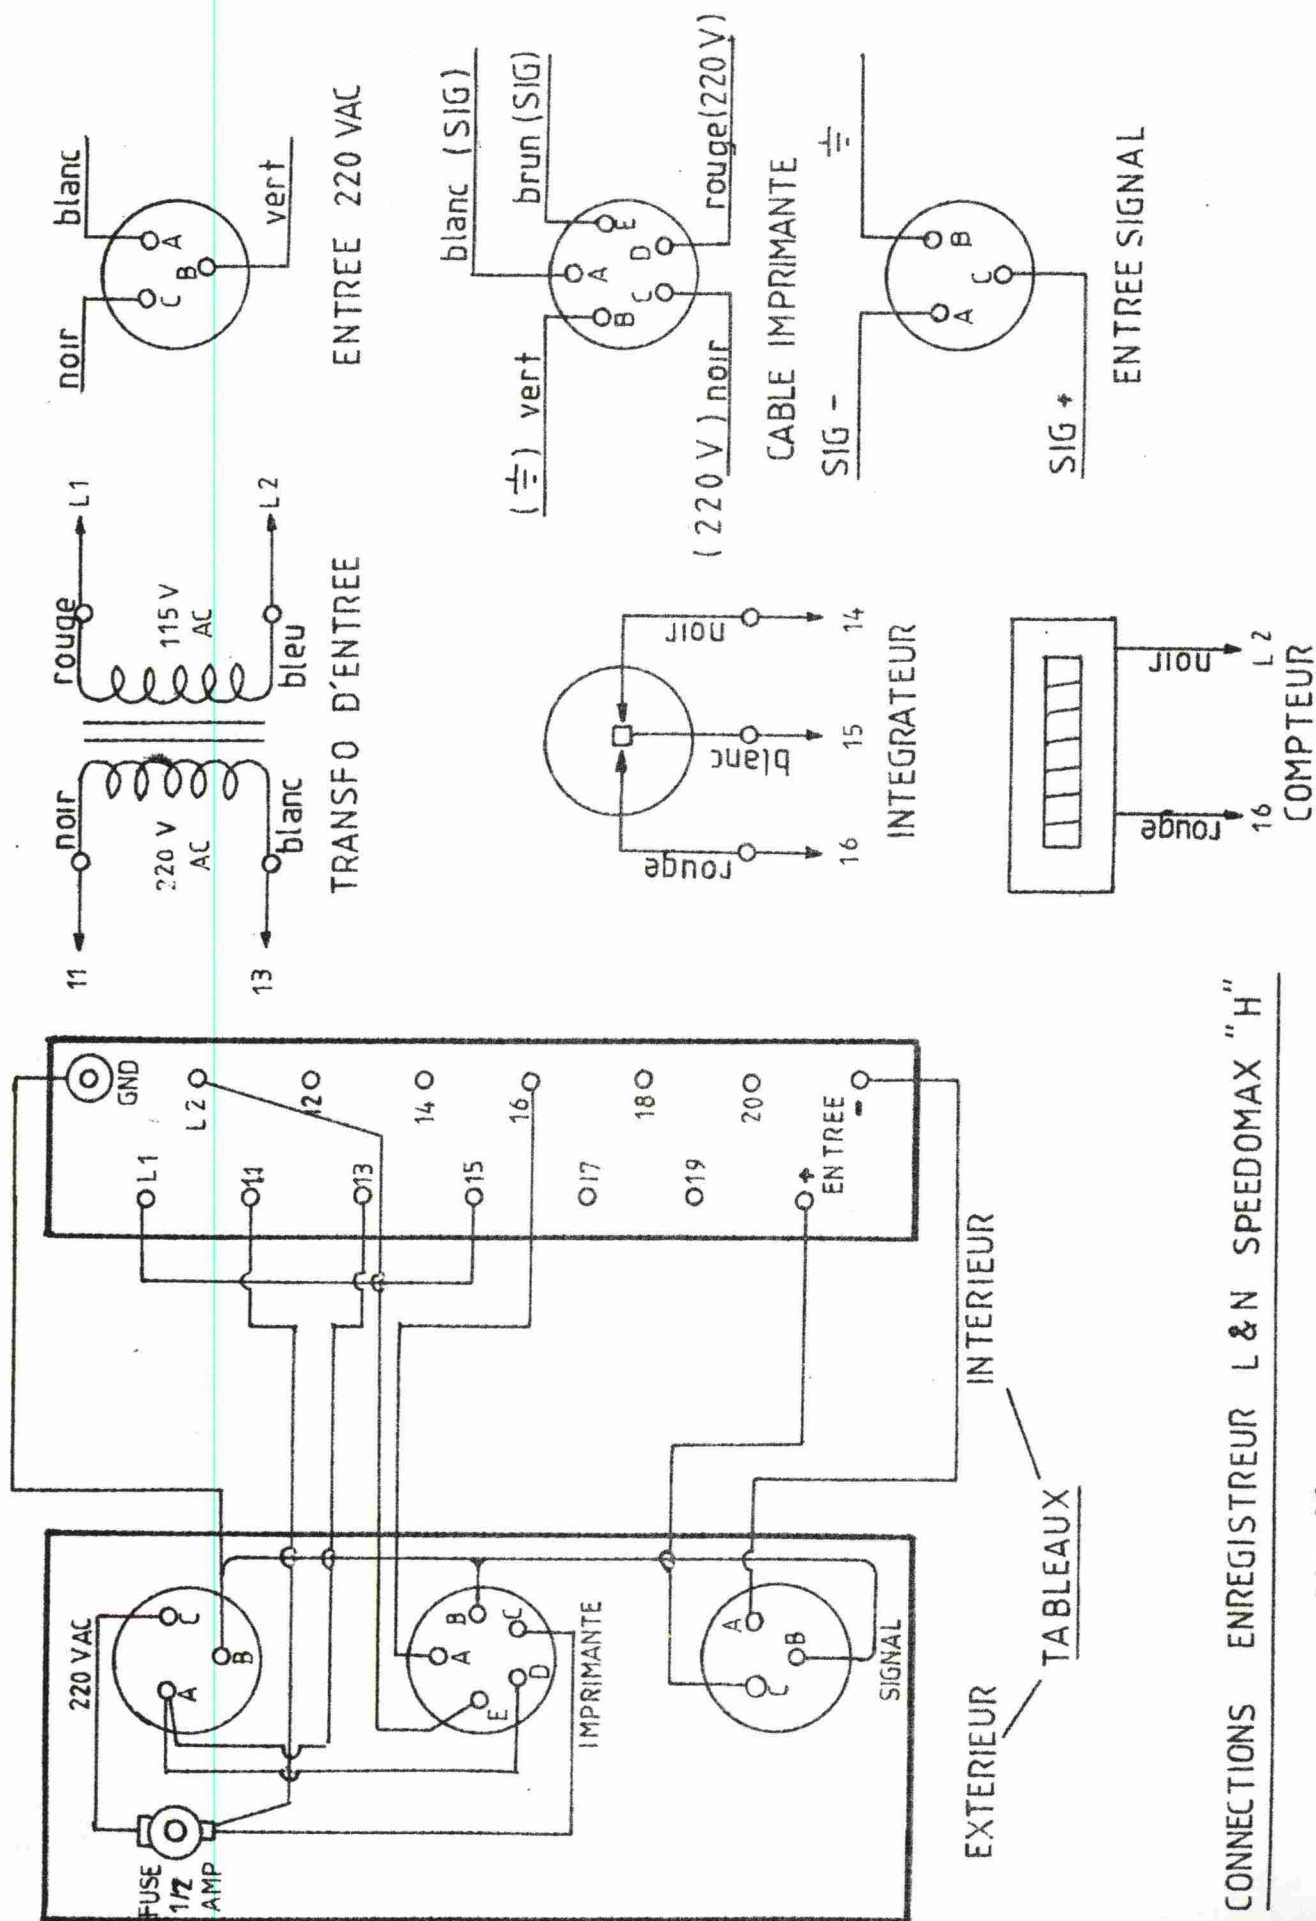 FUSE
1/2
AMP
220 VAC
A
B
C
IMPRIMANTE
A
B
C
D
E
SIGNAL
A
B
C
GND
L1
L2
11
12
13
14
15
16
17
18
19
20
+
ENTREE
-
EXTERIEUR
INTERIEUR
TABLEAUX
11
noir
220 V
AC
blanc
13
rouge
L1
115 V
AC
bleu
L2
TRANSFO D'ENTREE
noir
blanc
C
A
B
vert
ENTREE 220 VAC
16
rouge
15
blanc
14
noir
INTEGRATEUR
blanc (SIG)
brun (SIG)
( ⏚ ) vert
(220 V) noir
rouge (220 V)
A
B
C
D
E
CABLE IMPRIMANTE
16
rouge
L2
noir
COMPTEUR
SIG -
⏚
SIG +
A
B
C
ENTREE SIGNAL
CONNECTIONS ENREGISTREUR L & N SPEEDOMAX "H"